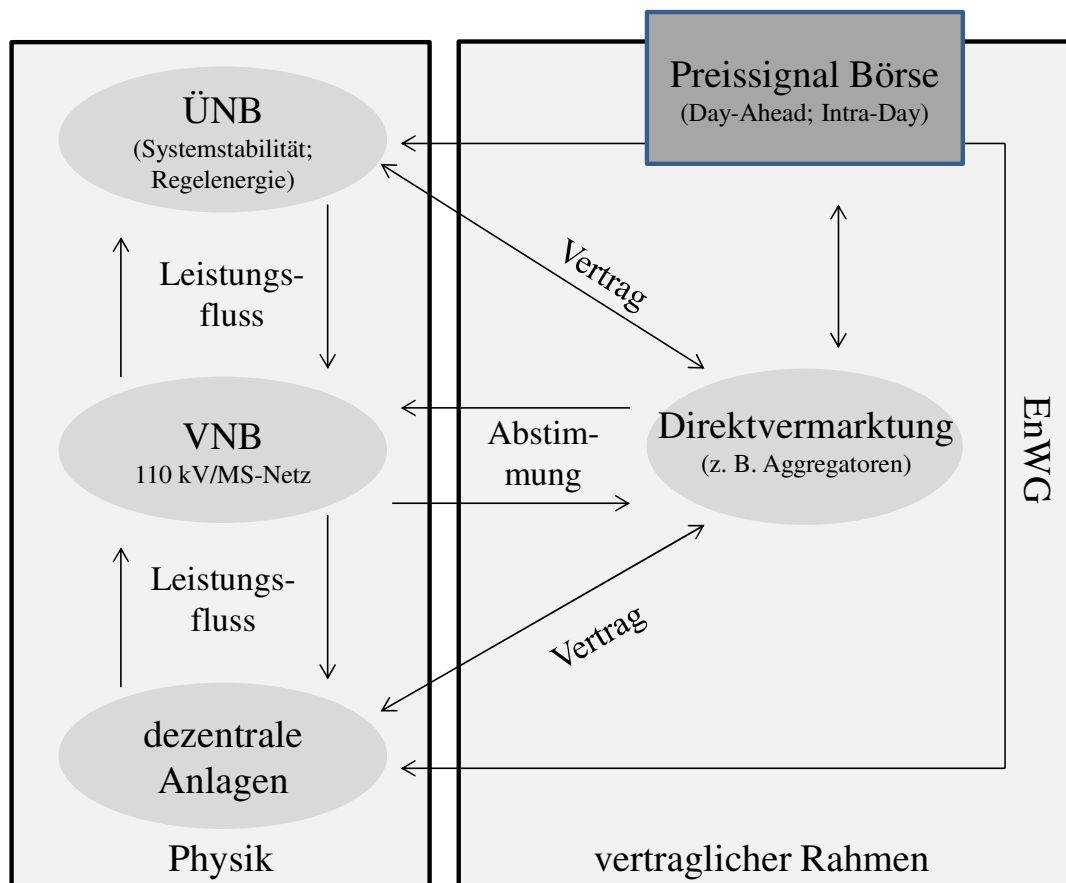 Preissignal Börse
(Day-Ahead; Intra-Day)
ÜNB
(Systemstabilität;
Regelenergie)
Vertrag
Leistungs-
fluss
VNB
110 kV/MS-Netz
Abstim-
mung
Direktvermarktung
(z. B. Aggregatoren)
EnWG
Leistungs-
fluss
Vertrag
dezentrale
Anlagen
Physik
vertraglicher Rahmen